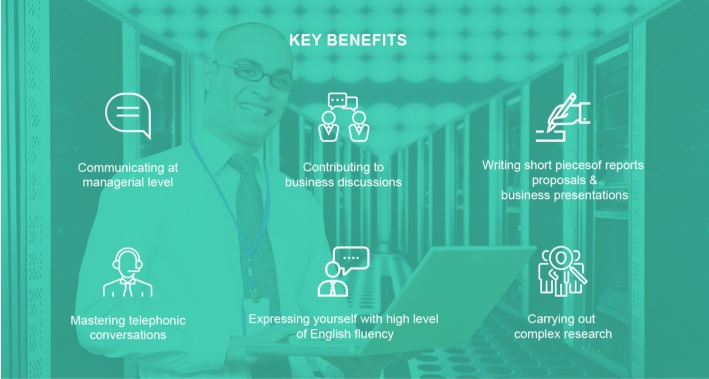 KEY BENEFITS
Communicating at
managerial level
Contributing to
business discussions
Writing short piecesof reports
proposals &
business presentations
Mastering telephonic
conversations
Expressing yourself with high level
of English fluency
Carrying out
complex research